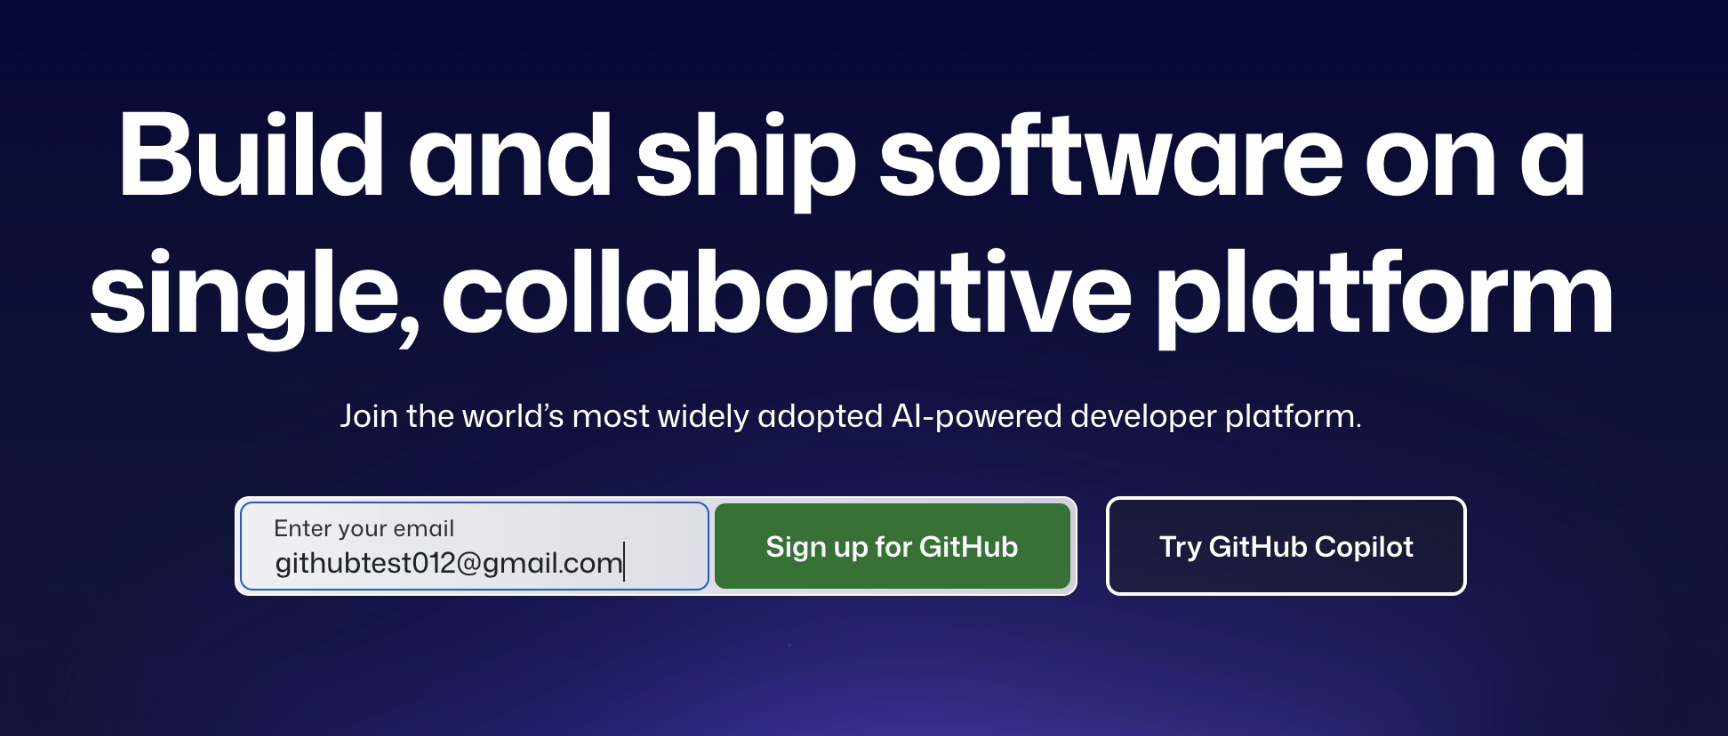 Build and ship software on a
single, collaborative platform
Join the world’s most widely adopted AI-powered developer platform.
Enter your email
githubtest012@gmail.com
Sign up for GitHub
Try GitHub Copilot